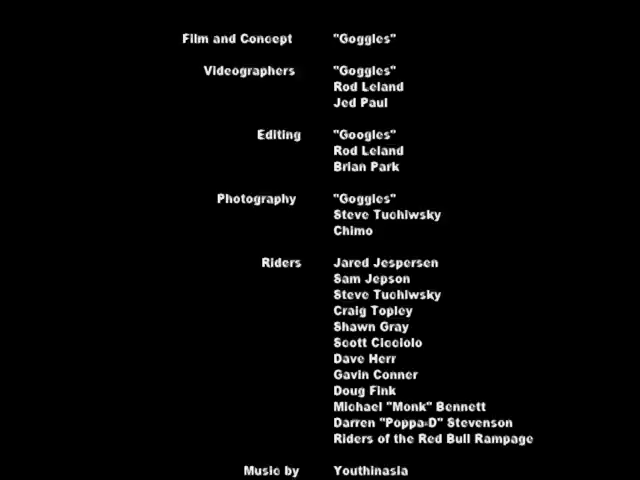 Film and Concept "Goggles"
Videographers "Goggles"
Rod Leland
Jed Paul
Editing "Googles"
Rod Leland
Brian Park
Photography "Goggles"
Steve Tuchiwsky
Chimo
Riders Jared Jespersen
Sam Jepson
Steve Tuchiwsky
Craig Topley
Shawn Gray
Scott Cicciolo
Dave Herr
Gavin Conner
Doug Fink
Michael "Monk" Bennett
Darren "Poppa-D" Stevenson
Riders of the Red Bull Rampage
Music by Youthinasia